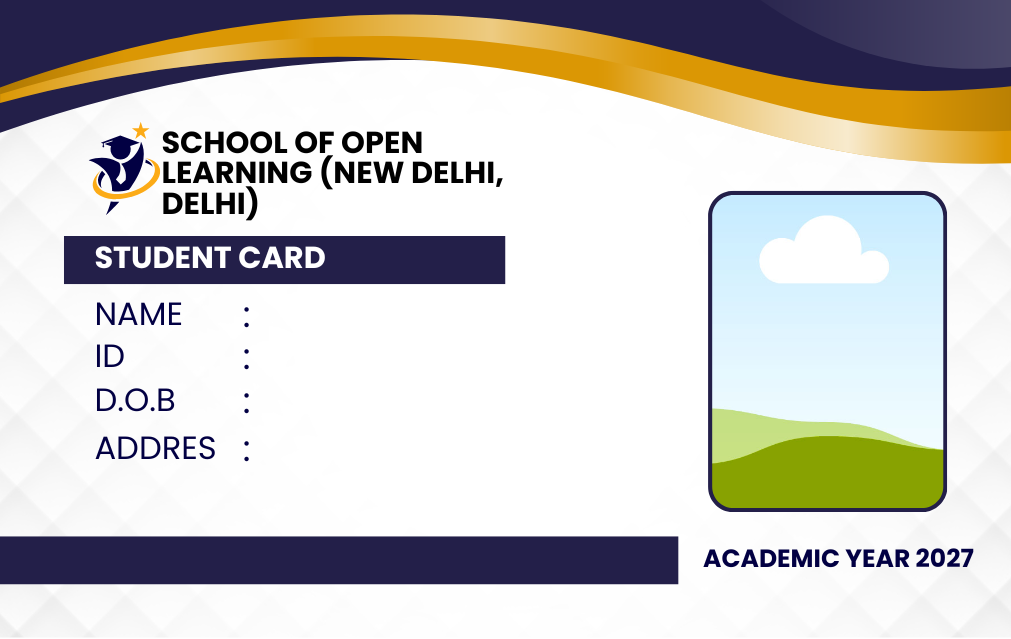 SCHOOL OF OPEN
LEARNING (NEW DELHI,
DELHI)
STUDENT CARD
NAME :
ID :
D.O.B :
ADDRES :
ACADEMIC YEAR 2027